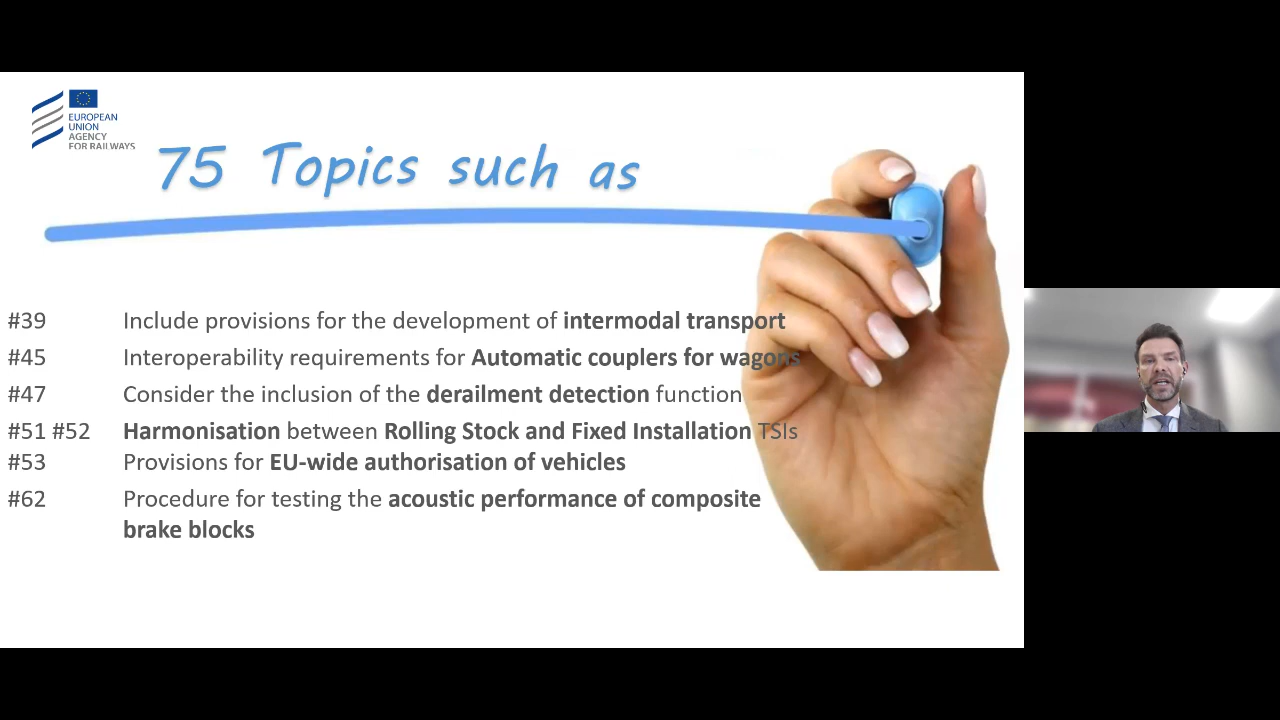 EUROPEAN
UNION
AGENCY
FOR RAILWAYS
75 Topics such as
#39 Include provisions for the development of intermodal transport
#45 Interoperability requirements for Automatic couplers for wagons
#47 Consider the inclusion of the derailment detection function
#51 #52 Harmonisation between Rolling Stock and Fixed Installation TSIs
#53 Provisions for EU-wide authorisation of vehicles
#62 Procedure for testing the acoustic performance of composite
brake blocks